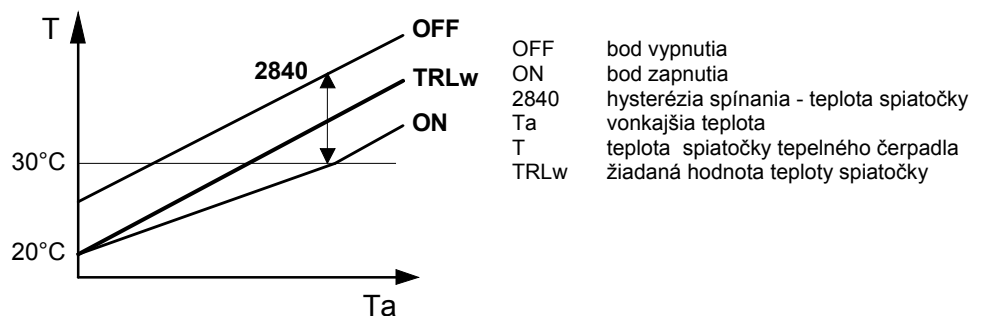 T
OFF
2840
TRLw
ON
30°C
20°C
Ta
OFF bod vypnutia
ON bod zapnutia
2840 hysterézia spínania - teplota spiatočky
Ta vonkajšia teplota
T teplota spiatočky tepelného čerpadla
TRLw žiadaná hodnota teploty spiatočky